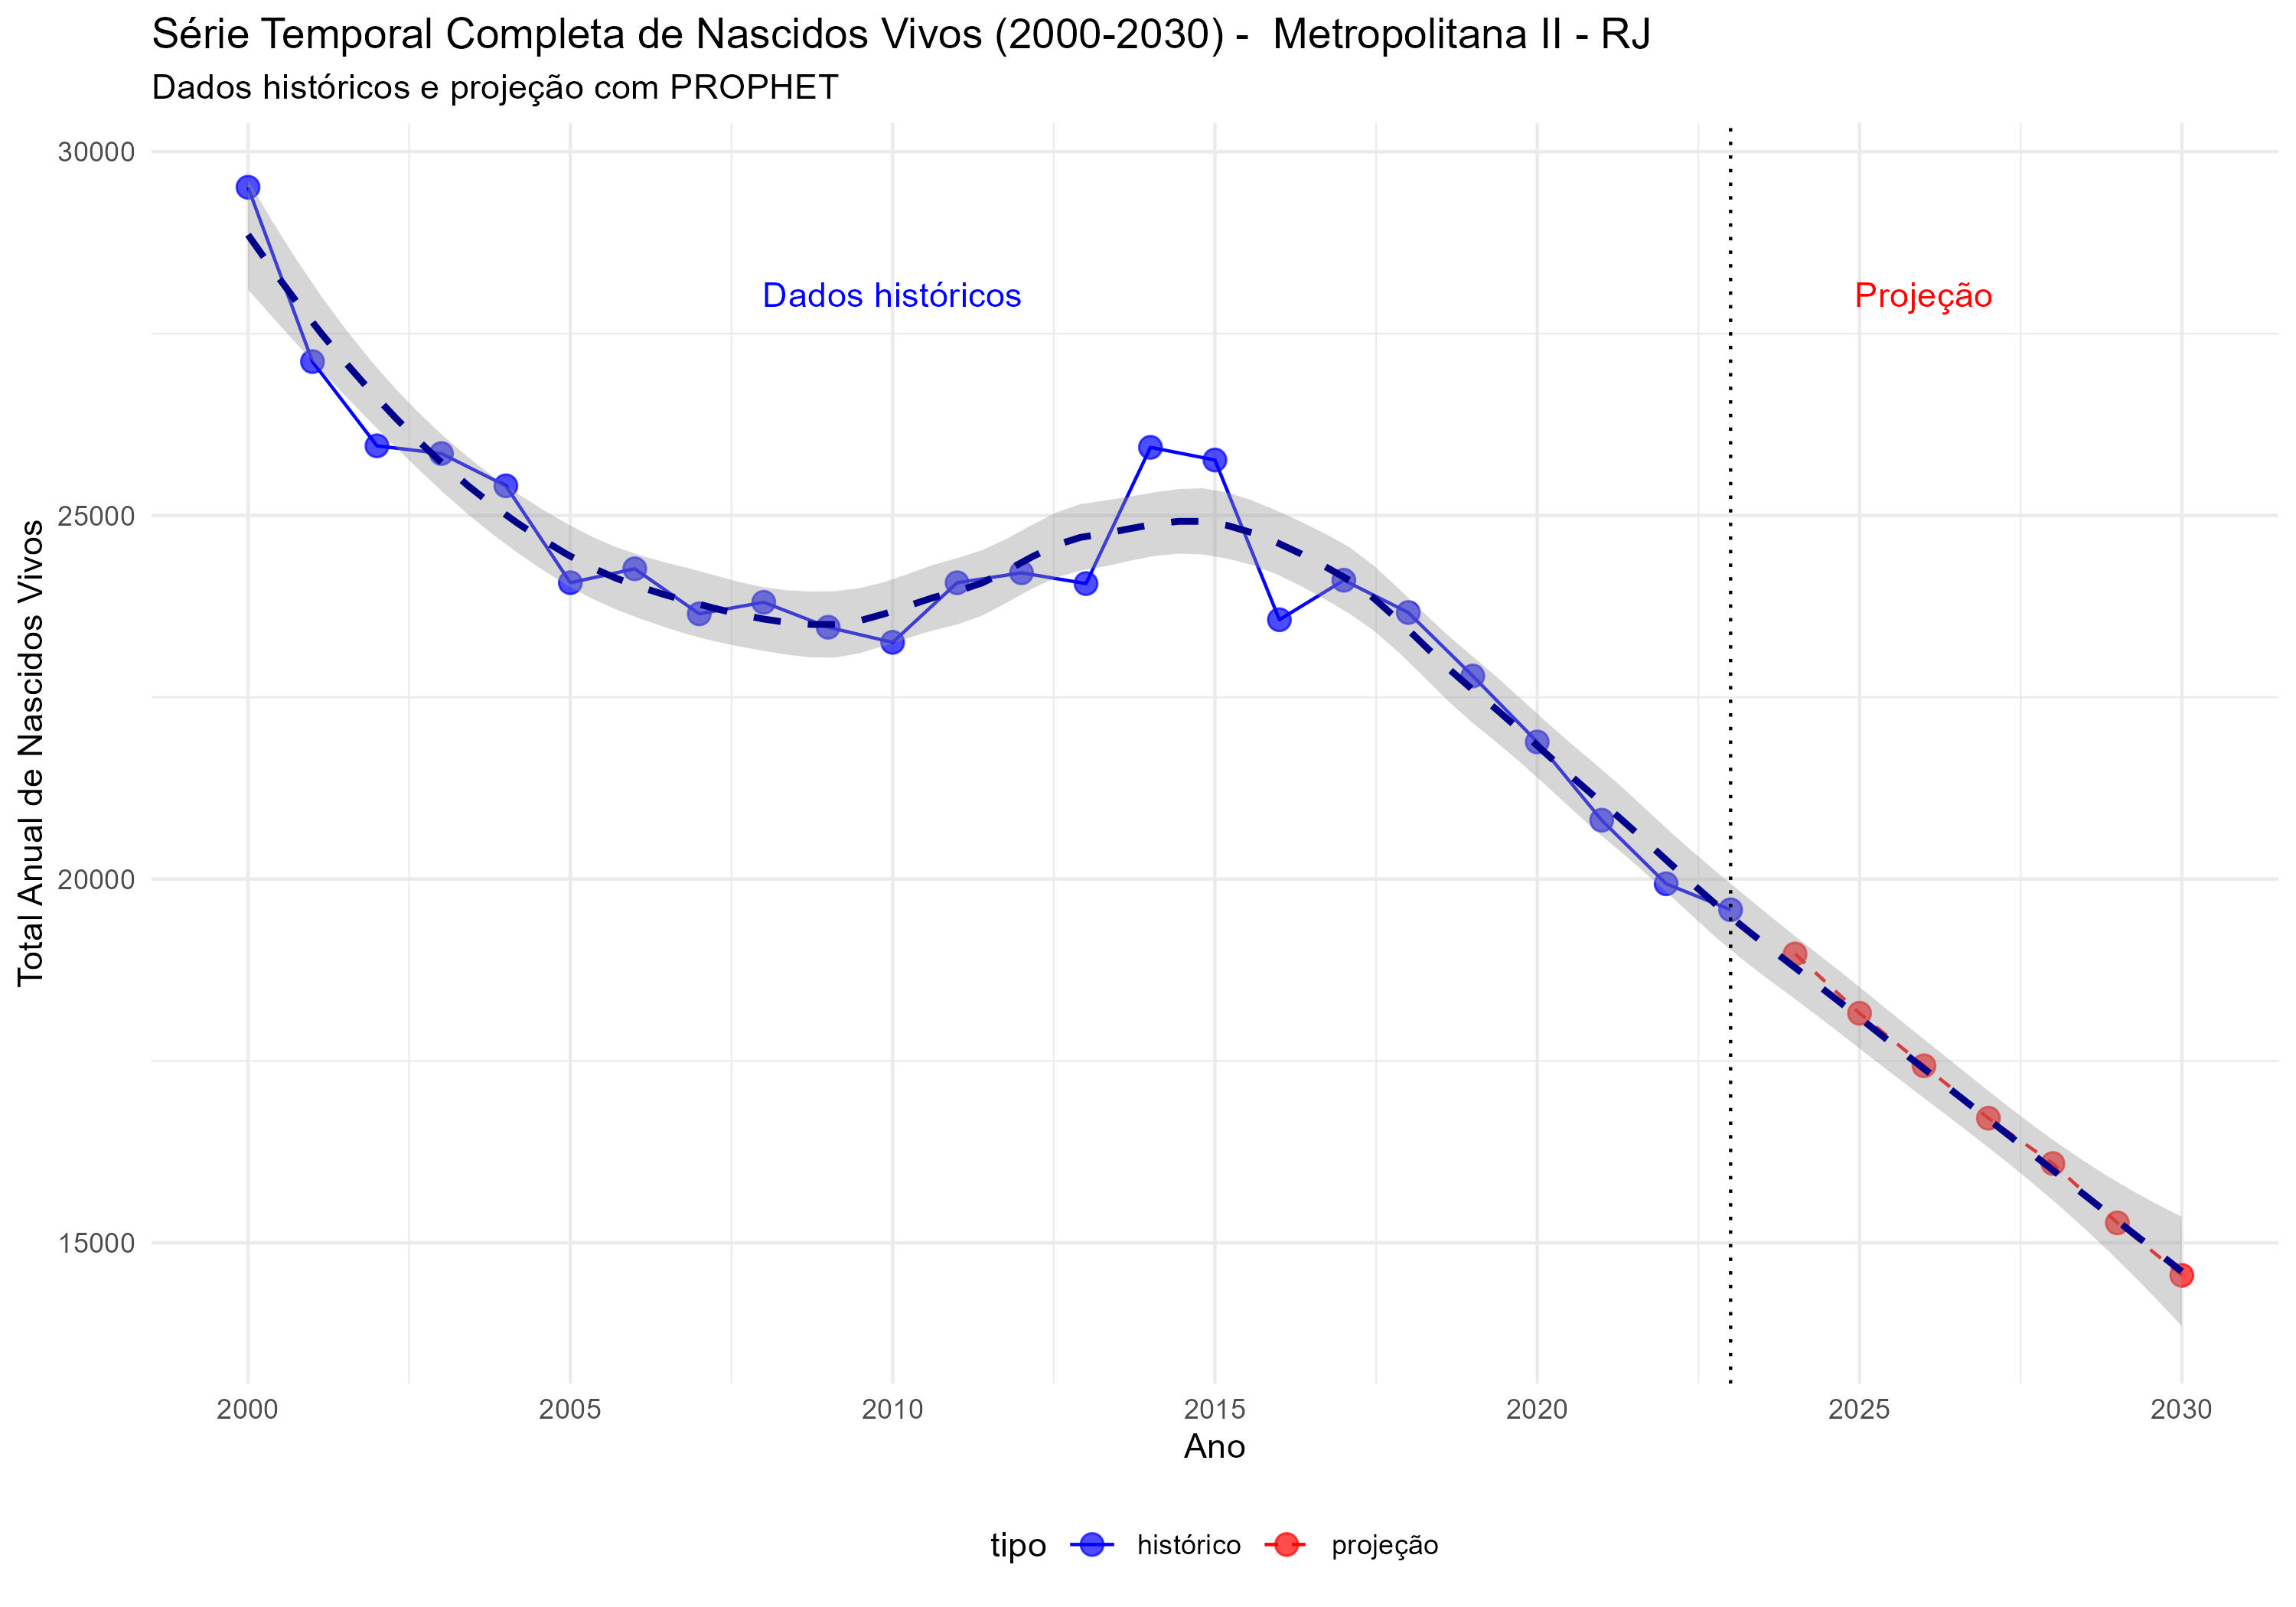 Série Temporal Completa de Nascidos Vivos (2000-2030) -  Metropolitana II - RJ
Dados históricos e projeção com PROPHET
30000
25000
20000
15000
Total Anual de Nascidos Vivos
Dados históricos
Projeção
2000
2005
2010
2015
2020
2025
2030
Ano
tipo
histórico
projeção